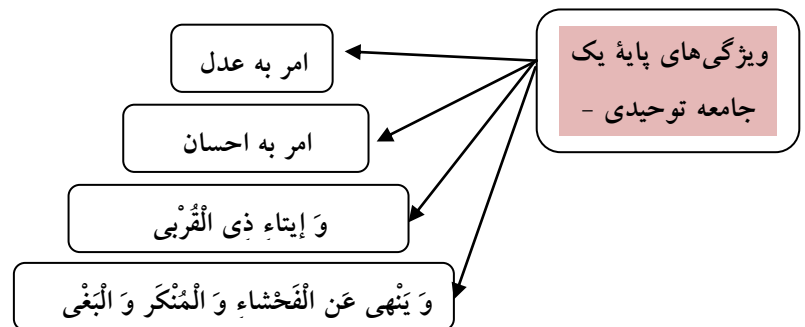 ویژگی‌های پایهٔ یک
جامعه توحیدی -
امر به عدل
امر به احسان
وَ إیتاءِ ذِی الْقُرْبی
وَ یَنْهی عَن الْفَحْشاءِ وَ الْمُنْکَر وَ الْبَغْی